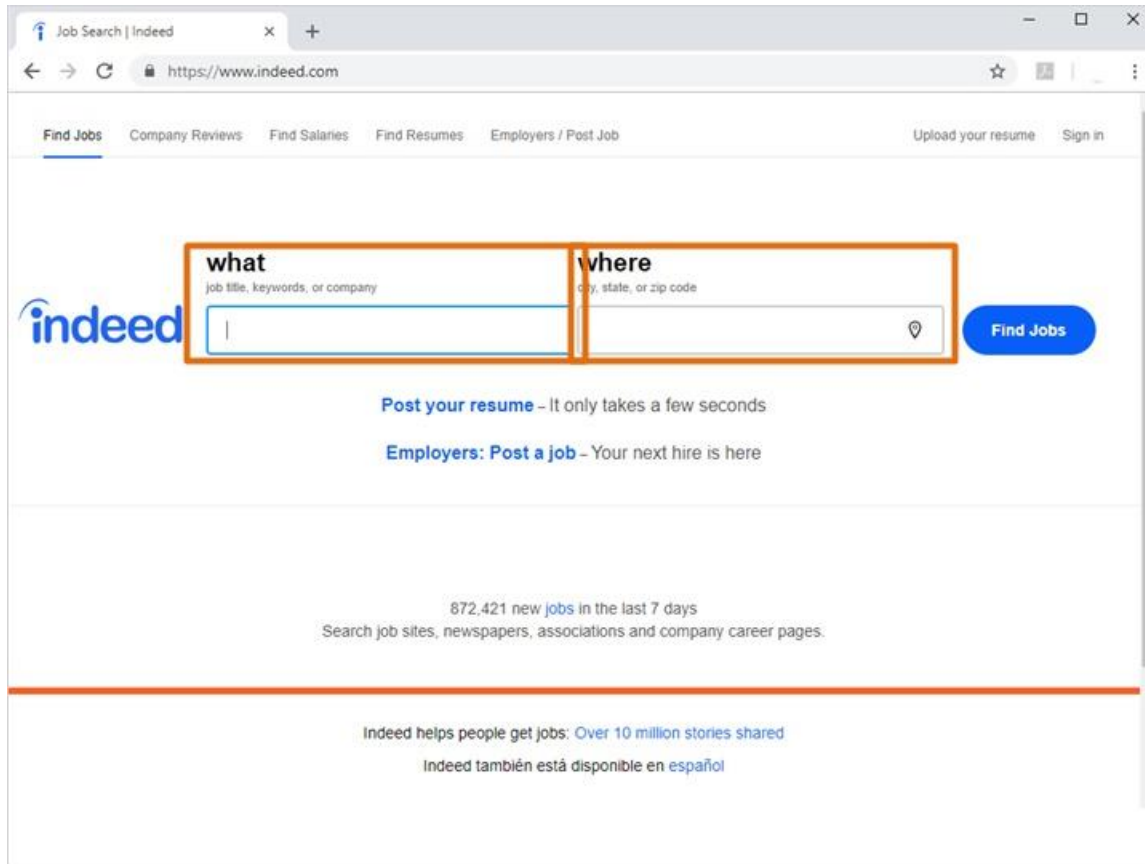 Job Search | Indeed
https://www.indeed.com
Find Jobs Company Reviews Find Salaries Find Resumes Employers / Post Job Upload your resume Sign in
what where
job title, keywords, or company city, state, or zip code
indeed Find Jobs
Post your resume – It only takes a few seconds
Employers: Post a job – Your next hire is here
872,421 new jobs in the last 7 days
Search job sites, newspapers, associations and company career pages.
Indeed helps people get jobs: Over 10 million stories shared
Indeed también está disponible en español